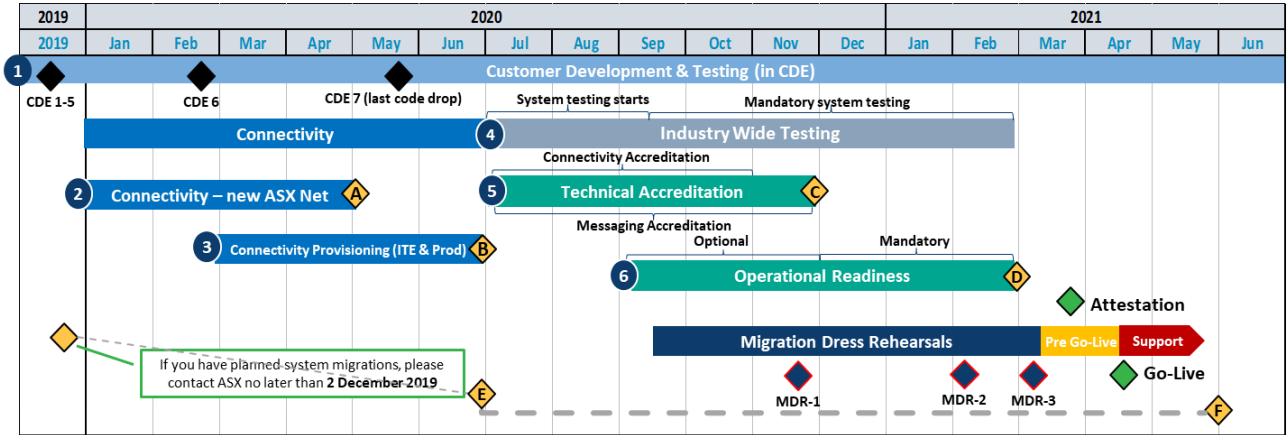 2019
2020
2021
2019
Jan
Feb
Mar
Apr
May
Jun
Jul
Aug
Sep
Oct
Nov
Dec
Jan
Feb
Mar
Apr
May
Jun
1
Customer Development & Testing (in CDE)
CDE 1-5
CDE 6
CDE 7 (last code drop)
System testing starts
Mandatory system testing
Connectivity
4
Industry Wide Testing
Connectivity Accreditation
2
Connectivity – new ASX Net
A
5
Technical Accreditation
C
Messaging Accreditation
3
Connectivity Provisioning (ITE & Prod)
B
Optional
Mandatory
6
Operational Readiness
D
Attestation
Migration Dress Rehearsals
Pre Go-Live
Support
If you have planned system migrations, please
contact ASX no later than 2 December 2019
E
MDR-1
MDR-2
MDR-3
Go-Live
F